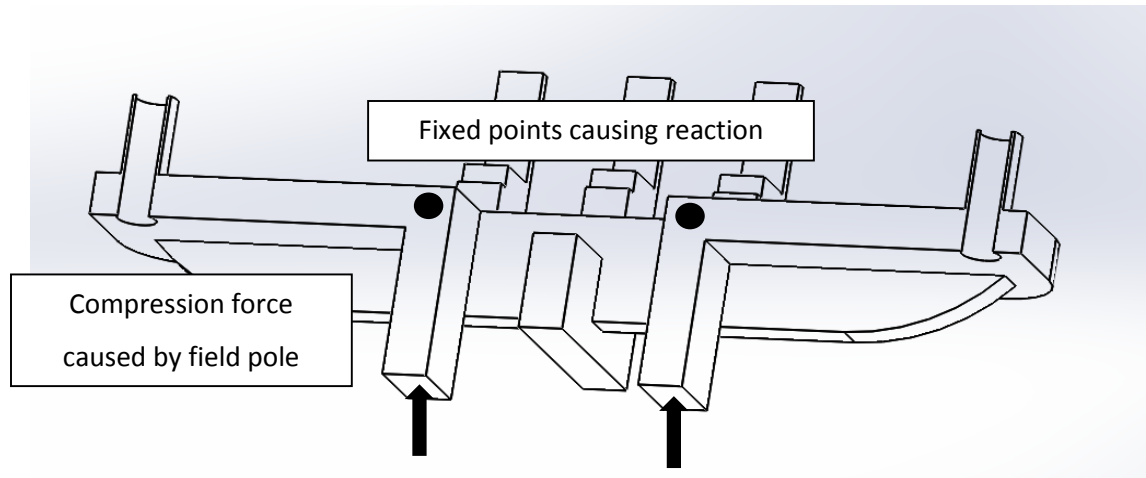 Fixed points causing reaction
Compression force
caused by field pole